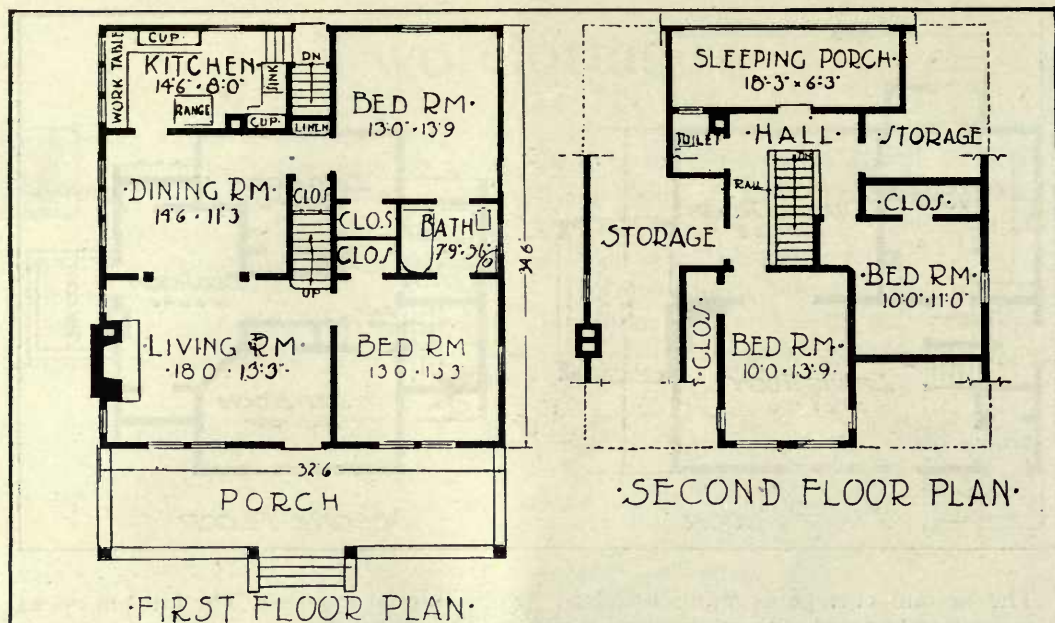 WORK TABLE
CUP.
KITCHEN
14'6" · 8'0"
RANGE
SINK
CUP.
DN
LINEN
BED RM.
13'·0" · 13'9
·DINING RM·
14'6 · 11'3
CLOS
CLOS
CLOS
BATH
7'9"·5'6"
UP
·LIVING RM·
·18'0 · 13'3"·
BED RM
13'0 · 13'3
34'6"
32'6
PORCH
·FIRST FLOOR PLAN·
SLEEPING PORCH·
18'-3" × 6'·3"
TOILET
·HALL·
STORAGE
DN
RAIL
·CLOS·
STORAGE
BED RM·
10'0"·11'0"
CLOS.
BED RM·
10'0 · 13'·9
·SECOND FLOOR PLAN·